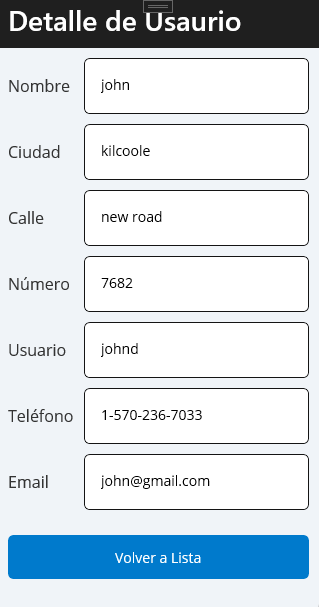 Detalle de Usaurio
Nombre john
Ciudad kilcoole
Calle new road
Número 7682
Usuario johnd
Teléfono 1-570-236-7033
Email john@gmail.com
Volver a Lista